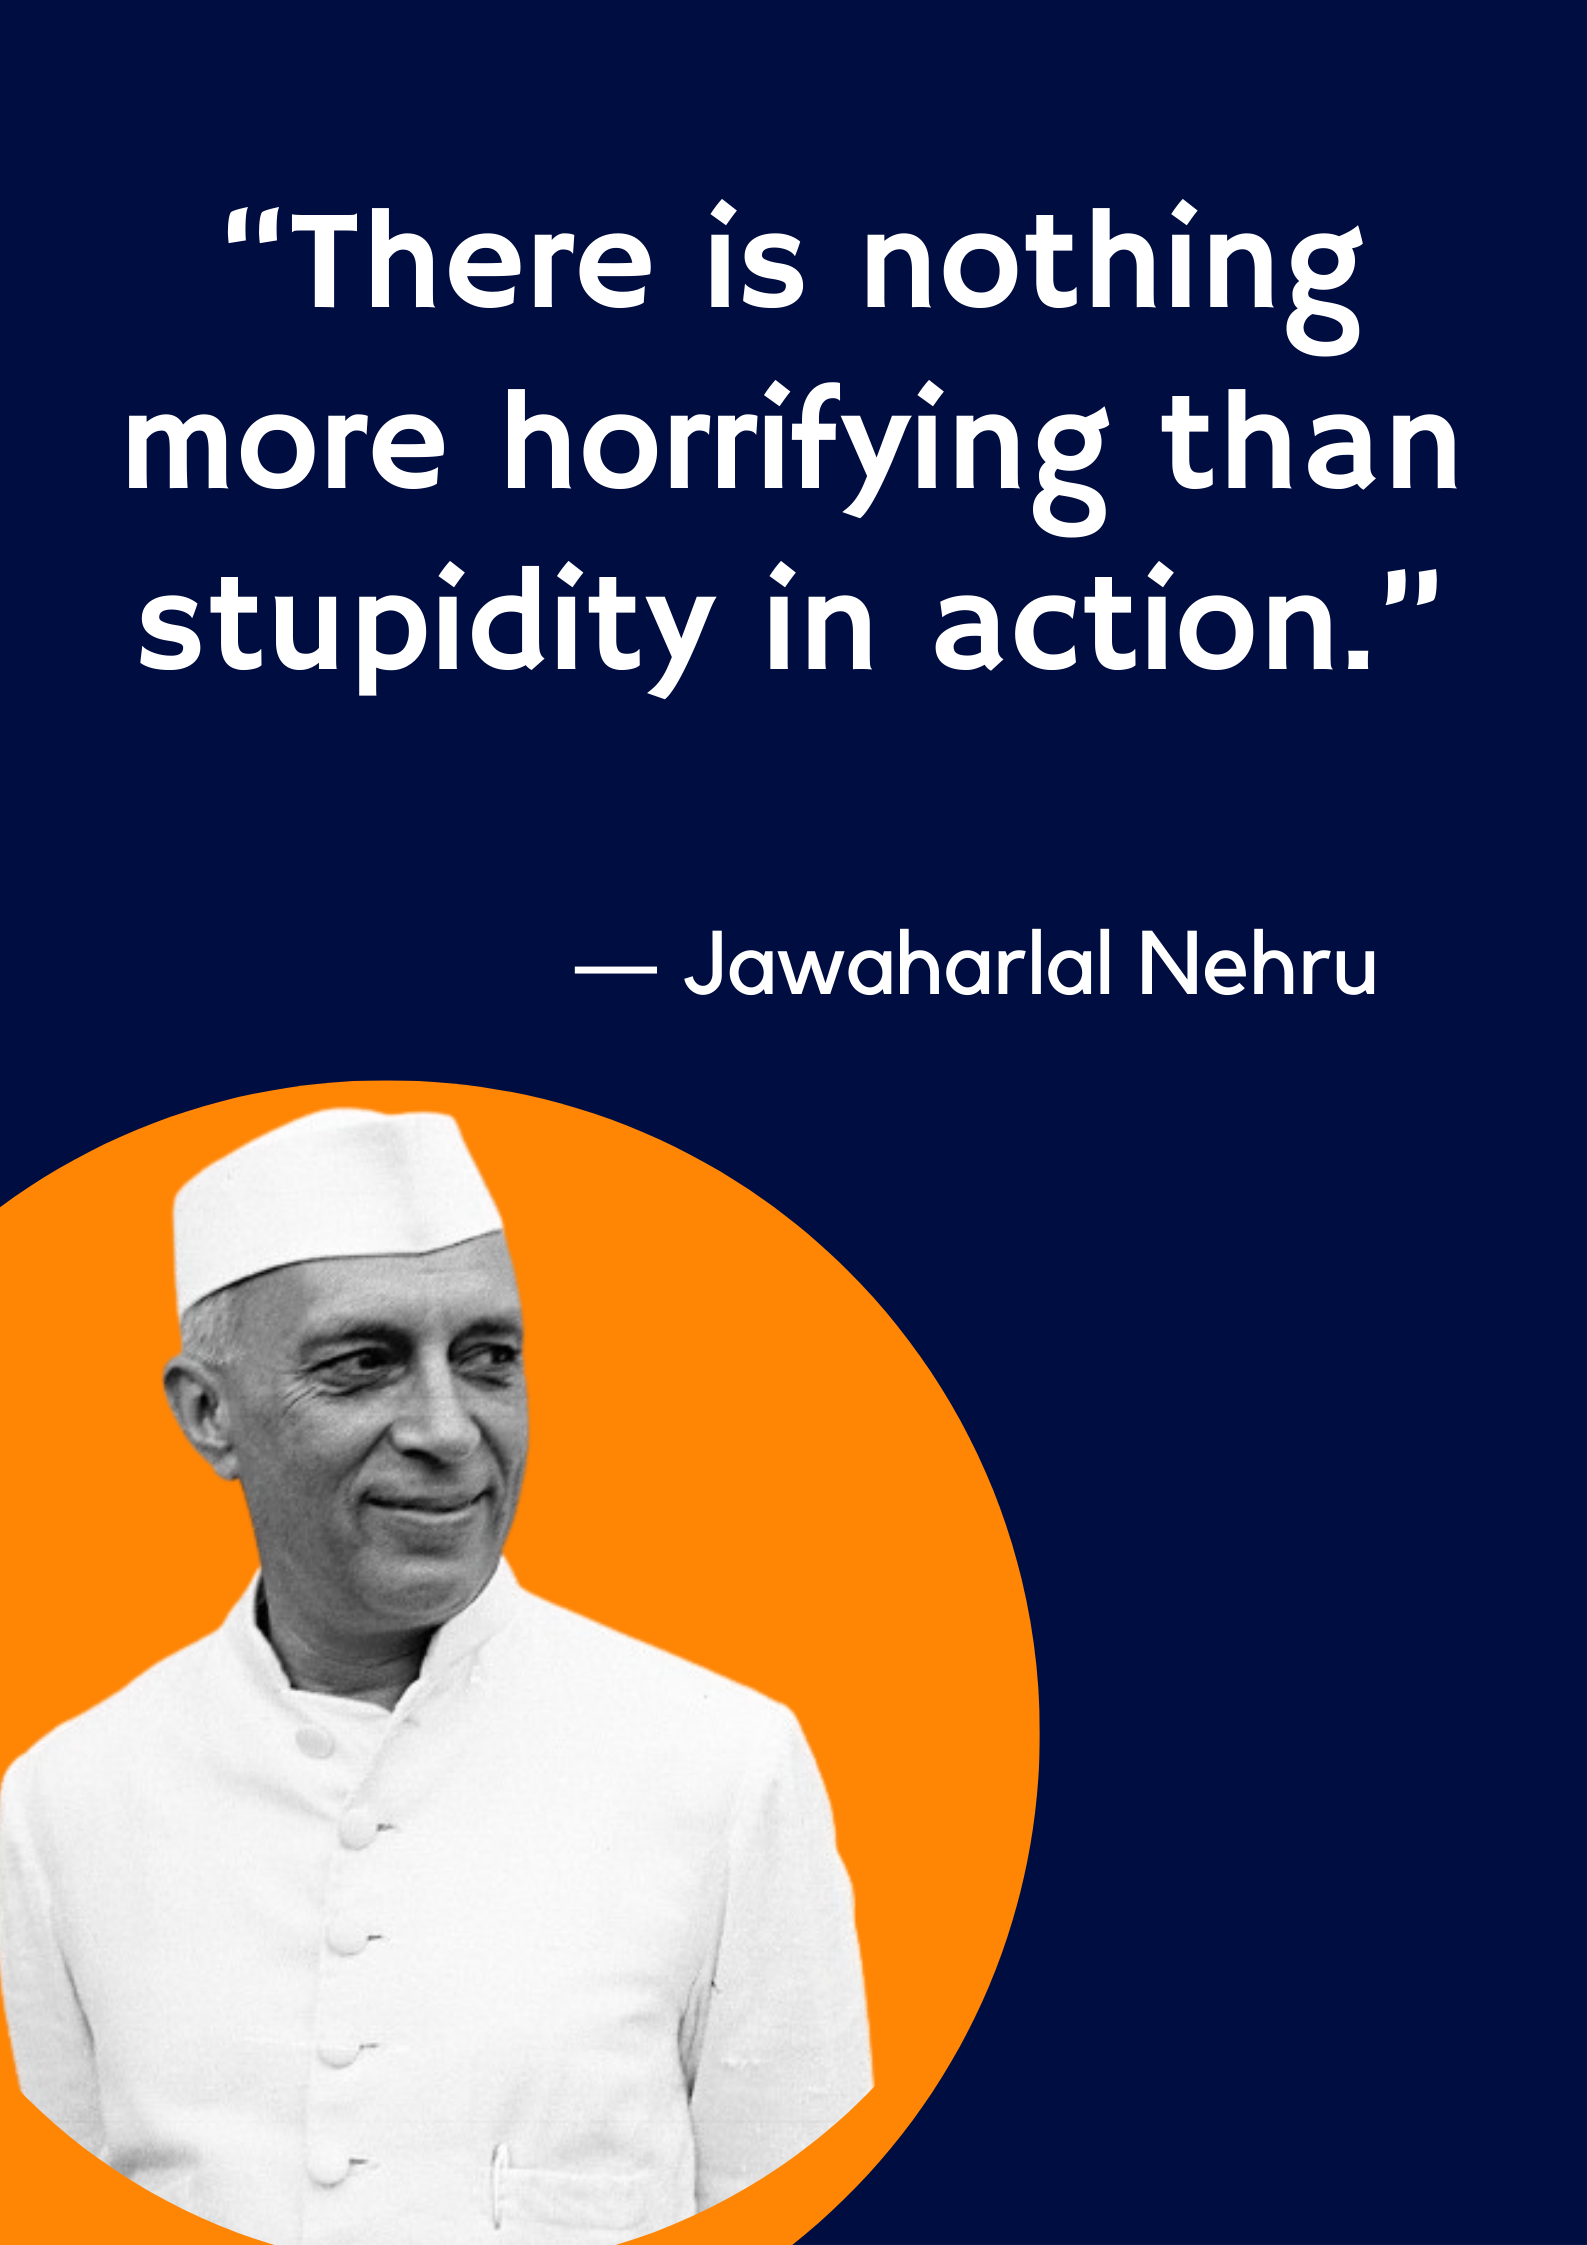 “There is nothing
more horrifying than
stupidity in action.”
— Jawaharlal Nehru